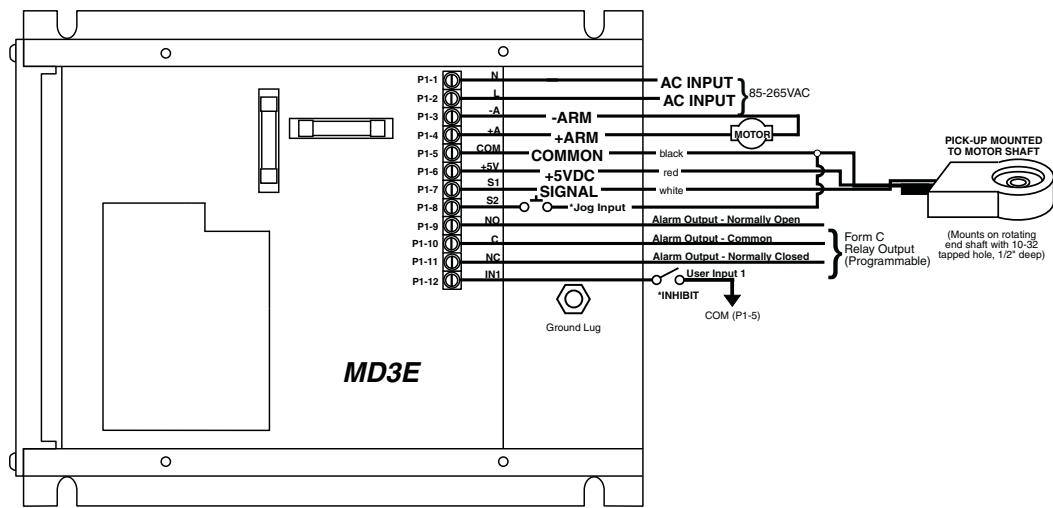 P1-1 N AC INPUT
85-265VAC
P1-2 L AC INPUT
P1-3 -A -ARM
P1-4 +A +ARM MOTOR
P1-5 COM COMMON black
P1-6 +5V +5VDC red
P1-7 S1 SIGNAL white
P1-8 S2 *Jog Input
P1-9 NO Alarm Output - Normally Open
P1-10 C Alarm Output - Common
P1-11 NC Alarm Output - Normally Closed
P1-12 IN1 User Input 1
*INHIBIT
COM (P1-5)
Form C
Relay Output
(Programmable)
PICK-UP MOUNTED
TO MOTOR SHAFT
(Mounts on rotating
end shaft with 10-32
tapped hole, 1/2" deep)
Ground Lug
MD3E